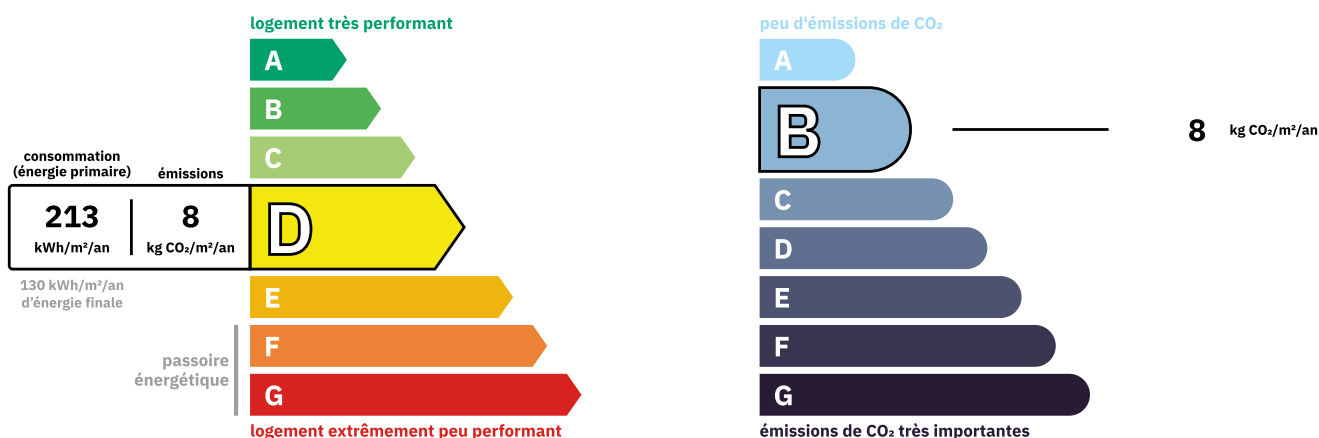 logement très performant
A
B
C
consommation
(énergie primaire)
émissions
213
kWh/m²/an
8
kg CO₂/m²/an
D
130 kWh/m²/an
d'énergie finale
E
passoire
énergétique
F
G
logement extrêmement peu performant
peu d'émissions de CO₂
A
B
8
kg CO₂/m²/an
C
D
E
F
G
émissions de CO₂ très importantes